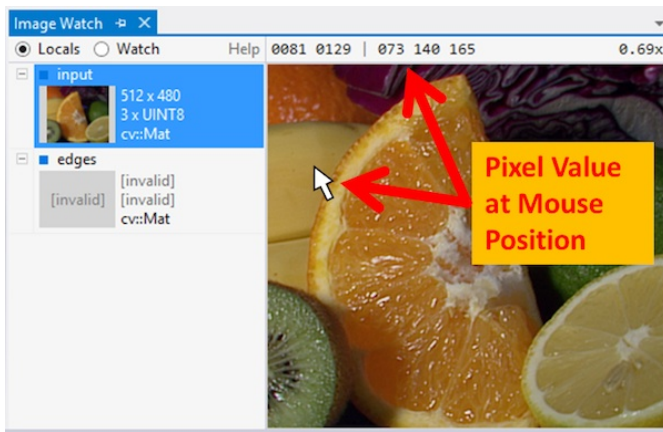 Image Watch
Locals Watch Help 0081 0129 | 073 140 165 0.69x
input
512 x 480
3 x UINT8
cv::Mat
edges
[invalid]
[invalid]
[invalid]
cv::Mat
Pixel Value
at Mouse
Position